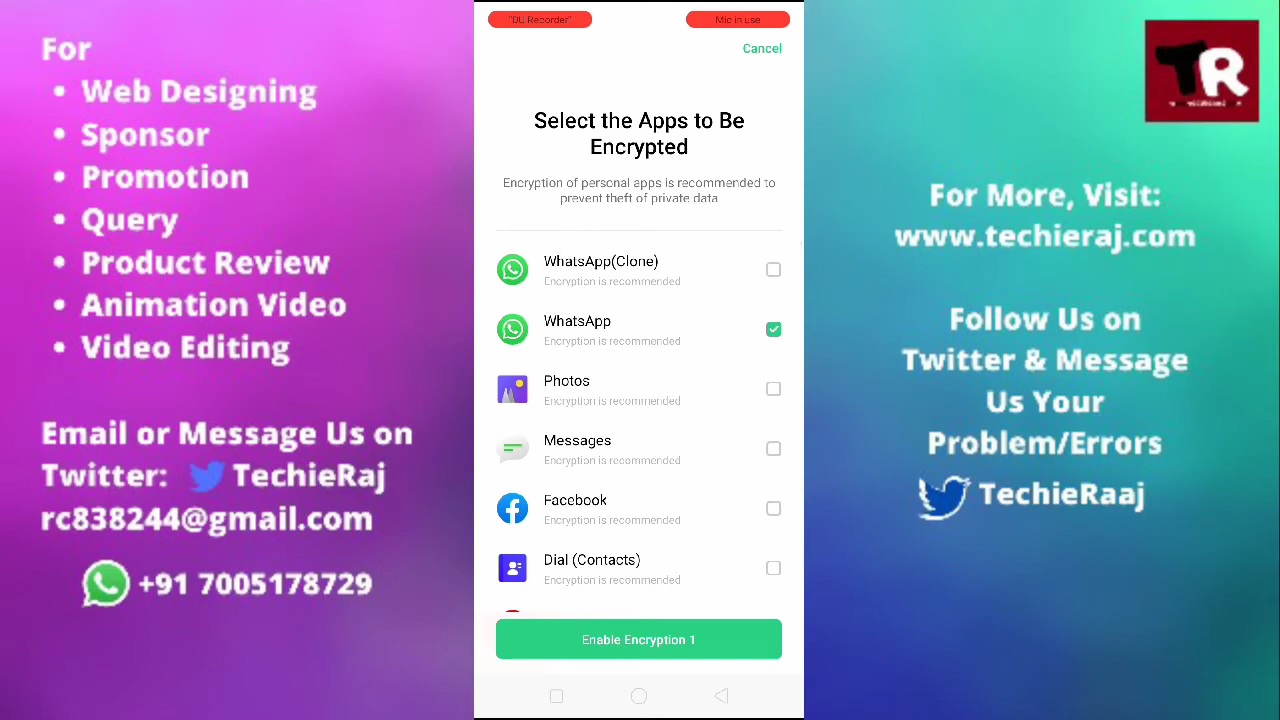 For
• Web Designing
• Sponsor
• Promotion
• Query
• Product Review
• Animation Video
• Video Editing
Email or Message Us on
Twitter: TechieRaj
rc838244@gmail.com
+91 7005178729
"DU Recorder"
Mic in use
Cancel
Select the Apps to Be
Encrypted
Encryption of personal apps is recommended to
prevent theft of private data
WhatsApp(Clone)
Encryption is recommended
WhatsApp
Encryption is recommended
Photos
Encryption is recommended
Messages
Encryption is recommended
Facebook
Encryption is recommended
Dial (Contacts)
Encryption is recommended
Enable Encryption 1
TR
For More, Visit:
www.techieraj.com
Follow Us on
Twitter & Message
Us Your
Problem/Errors
TechieRaaj